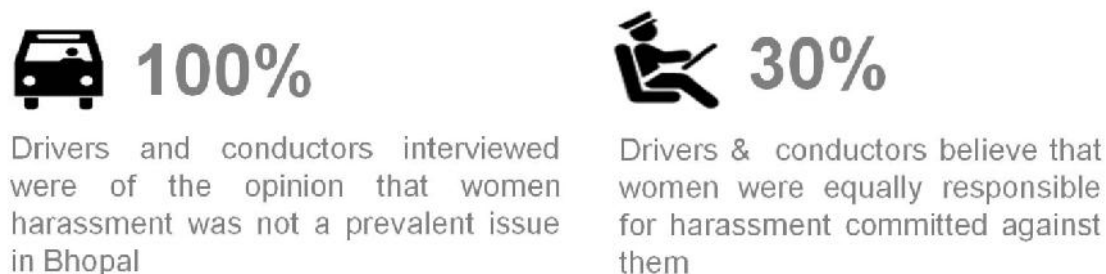 100%
Drivers and conductors interviewed
were of the opinion that women
harassment was not a prevalent issue
in Bhopal
30%
Drivers & conductors believe that
women were equally responsible
for harassment committed against
them